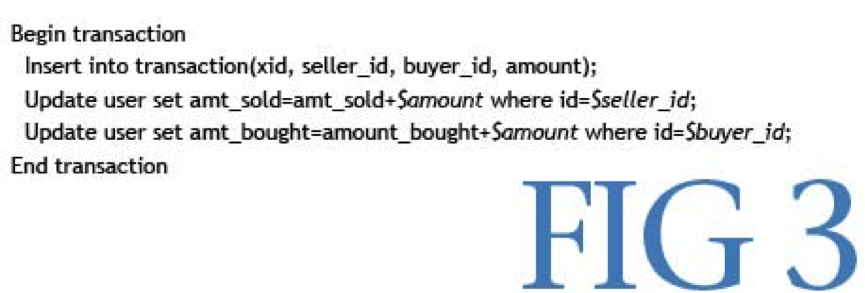 Begin transaction
Insert into transaction(xid, seller_id, buyer_id, amount);
Update user set amt_sold=amt_sold+$amount where id=$seller_id;
Update user set amt_bought=amount_bought+$amount where id=$buyer_id;
End transaction
FIG 3